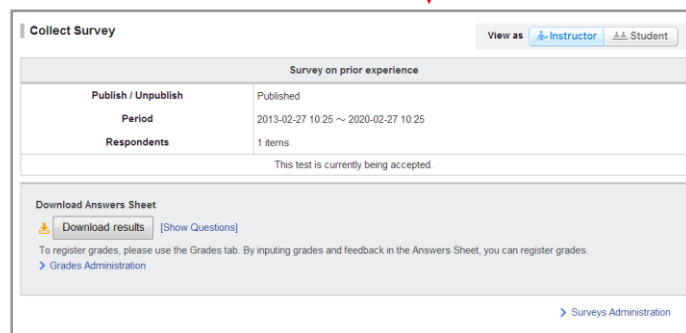 Collect Survey
View as Instructor Student
Survey on prior experience
Publish / Unpublish Published
Period 2013-02-27 10:25 ～ 2020-02-27 10:25
Respondents 1 items
This test is currently being accepted.
Download Answers Sheet
Download results [Show Questions]
To register grades, please use the Grades tab. By inputing grades and feedback in the Answers Sheet, you can register grades.
Grades Administration
Surveys Administration